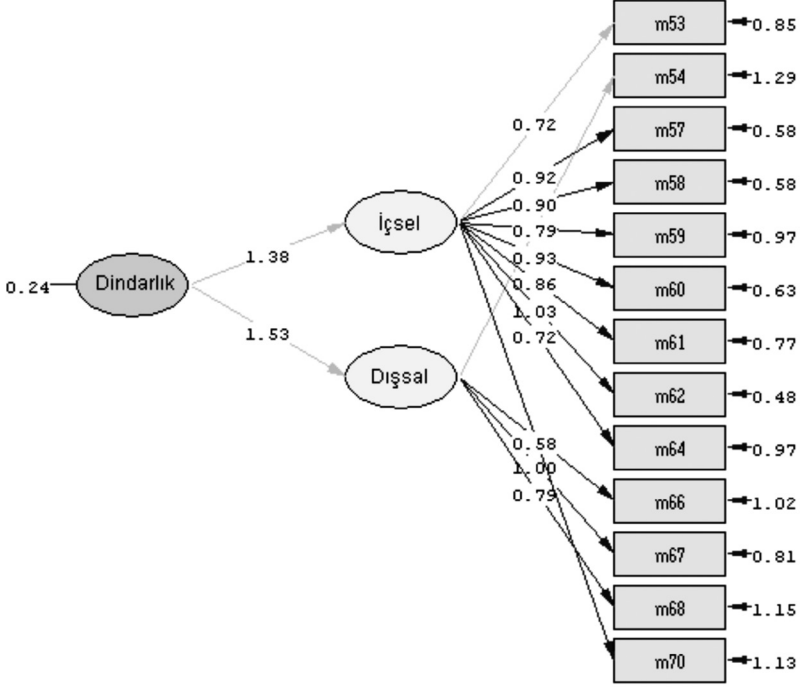 m53
0.85
m54
1.29
0.72
m57
0.58
0.92
m58
0.58
0.90
İçsel
0.79
m59
0.97
1.38
0.93
0.24
Dindarlık
0.86
m60
0.63
1.03
1.53
0.72
m61
0.77
Dışsal
m62
0.48
0.58
m64
0.97
1.00
0.79
m66
1.02
m67
0.81
m68
1.15
m70
1.13